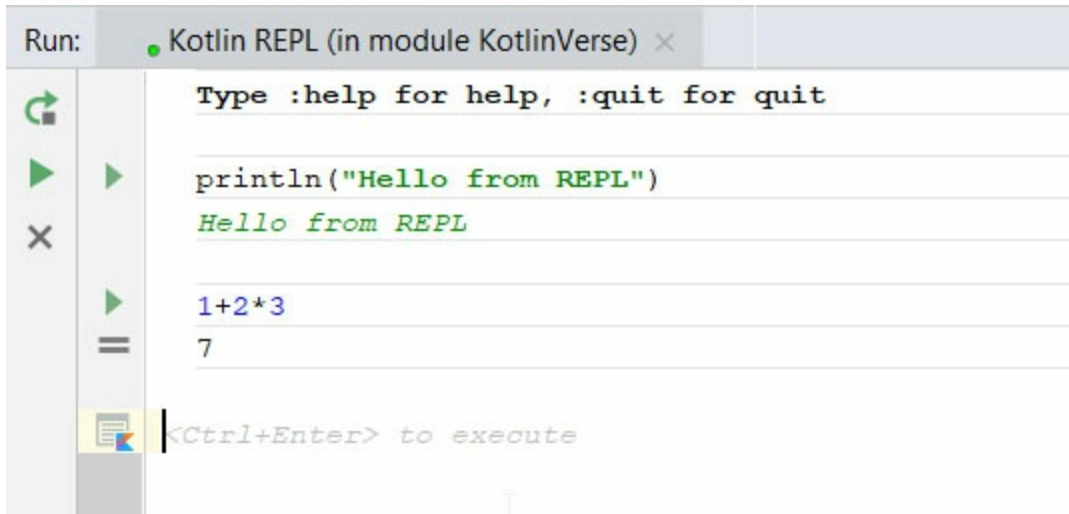 Run:
Kotlin REPL (in module KotlinVerse)
Type :help for help, :quit for quit
println("Hello from REPL")
Hello from REPL
1+2*3
7
<Ctrl+Enter> to execute